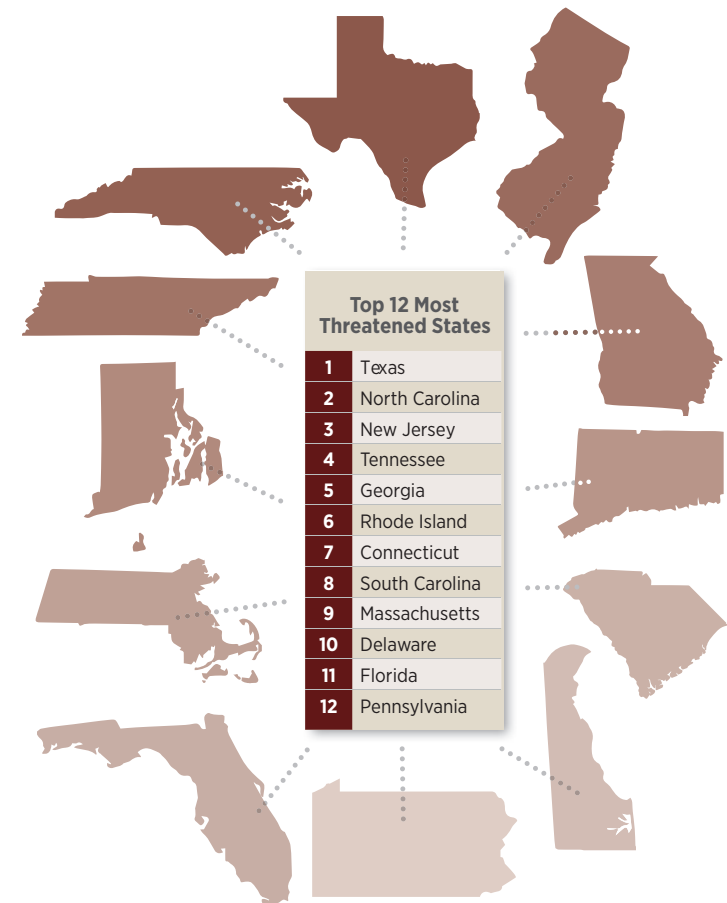 Top 12 Most
Threatened States
1 Texas
2 North Carolina
3 New Jersey
4 Tennessee
5 Georgia
6 Rhode Island
7 Connecticut
8 South Carolina
9 Massachusetts
10 Delaware
11 Florida
12 Pennsylvania